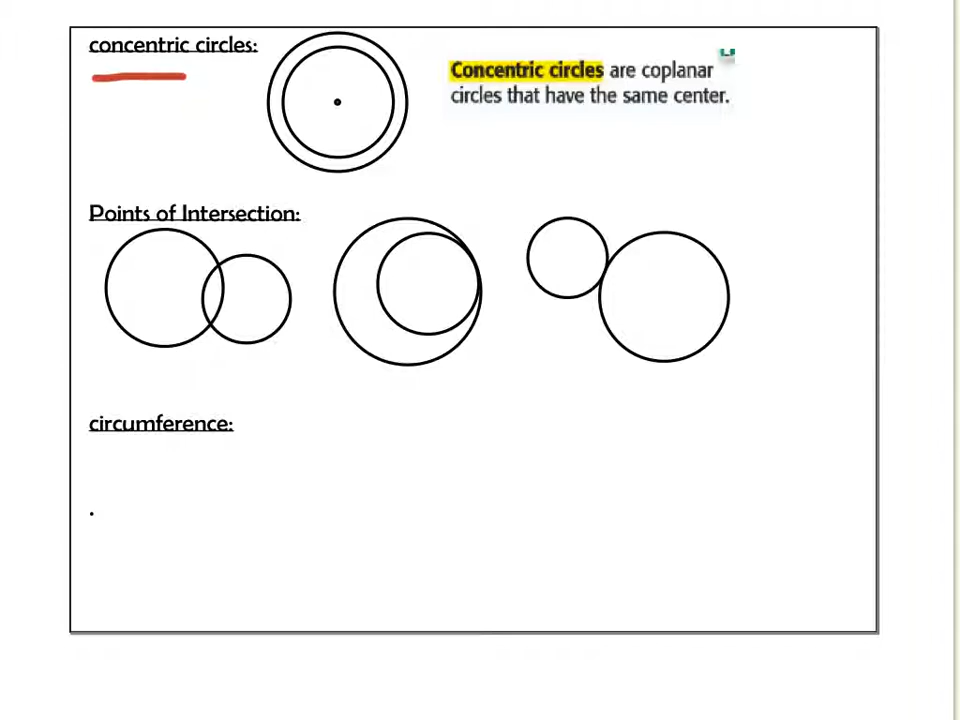 concentric circles:
Concentric circles are coplanar
circles that have the same center.
Points of Intersection:
circumference:
.